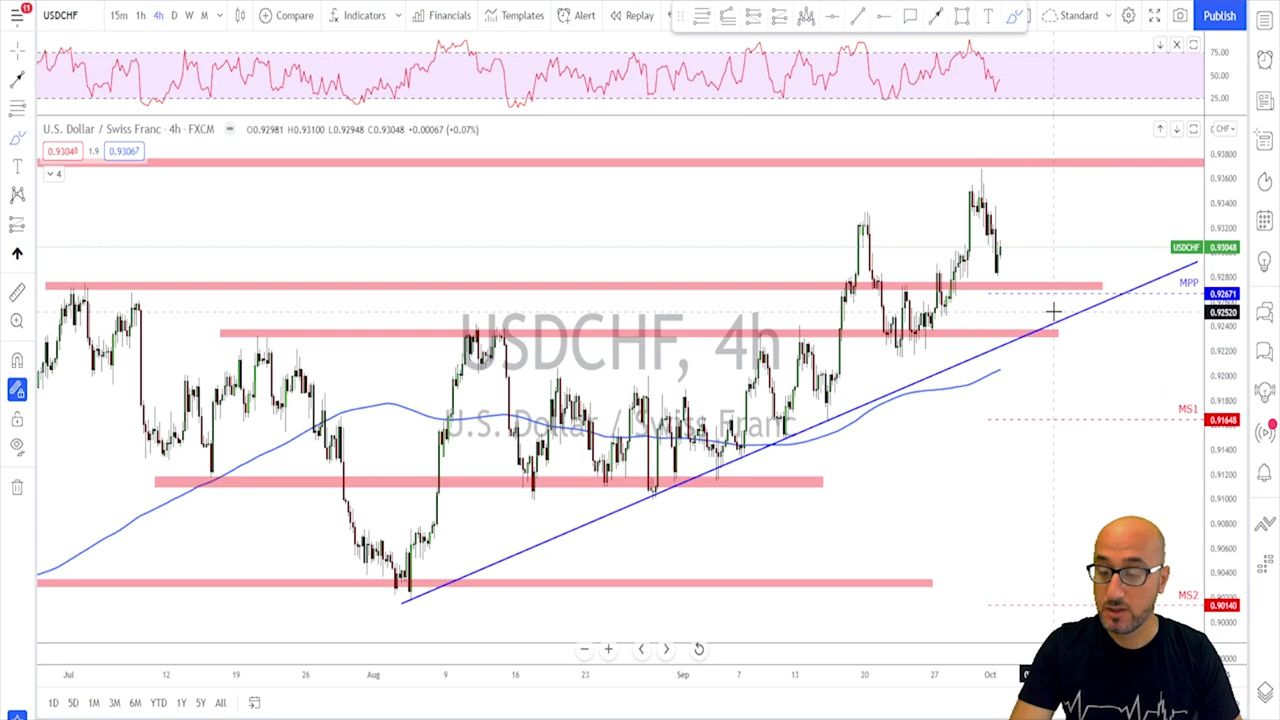 11
USDCHF
15m 1h 4h D W M
Compare
Indicators
Financials
Templates
Alert
Replay
Standard
Publish
75.00
50.00
25.00
U.S. Dollar / Swiss Franc · 4h · FXCM
O0.92981 H0.93100 L0.92948 C0.93048 +0.00067 (+0.07%)
CHF
0.93048 1.9 0.93067
4
0.93800
0.93600
0.93400
0.93200
USDCHF 0.93048
0.92800
MPP
0.92671
0.92520
0.92400
0.92200
0.92000
0.91800
MS1
0.91648
0.91400
0.91200
0.91000
0.90800
0.90600
0.90400
MS2
0.90140
0.90000
USDCHF, 4h
U.S. Dollar / Swiss Franc
Jul 12 19 26 Aug 9 16 23 Sep 7 13 20 27 Oct
1D 5D 1M 3M 6M YTD 1Y 5Y All